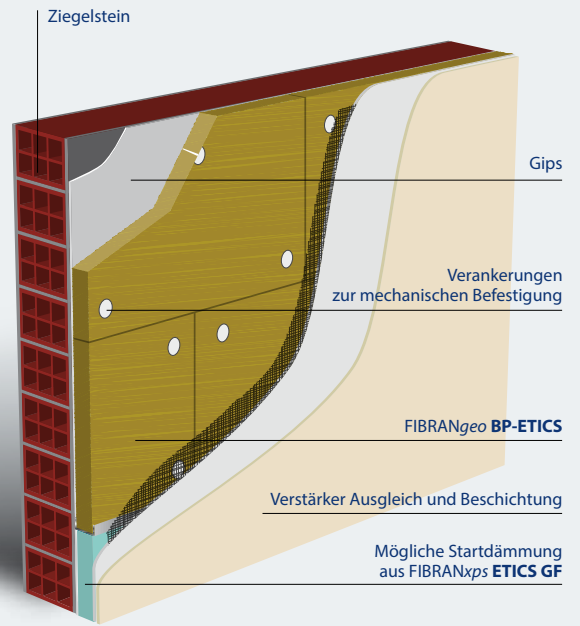 Ziegelstein
Gips
Verankerungen
zur mechanischen Befestigung
FIBRANgeo BP-ETICS
Verstärker Ausgleich und Beschichtung
Mögliche Startdämmung
aus FIBRANxps ETICS GF